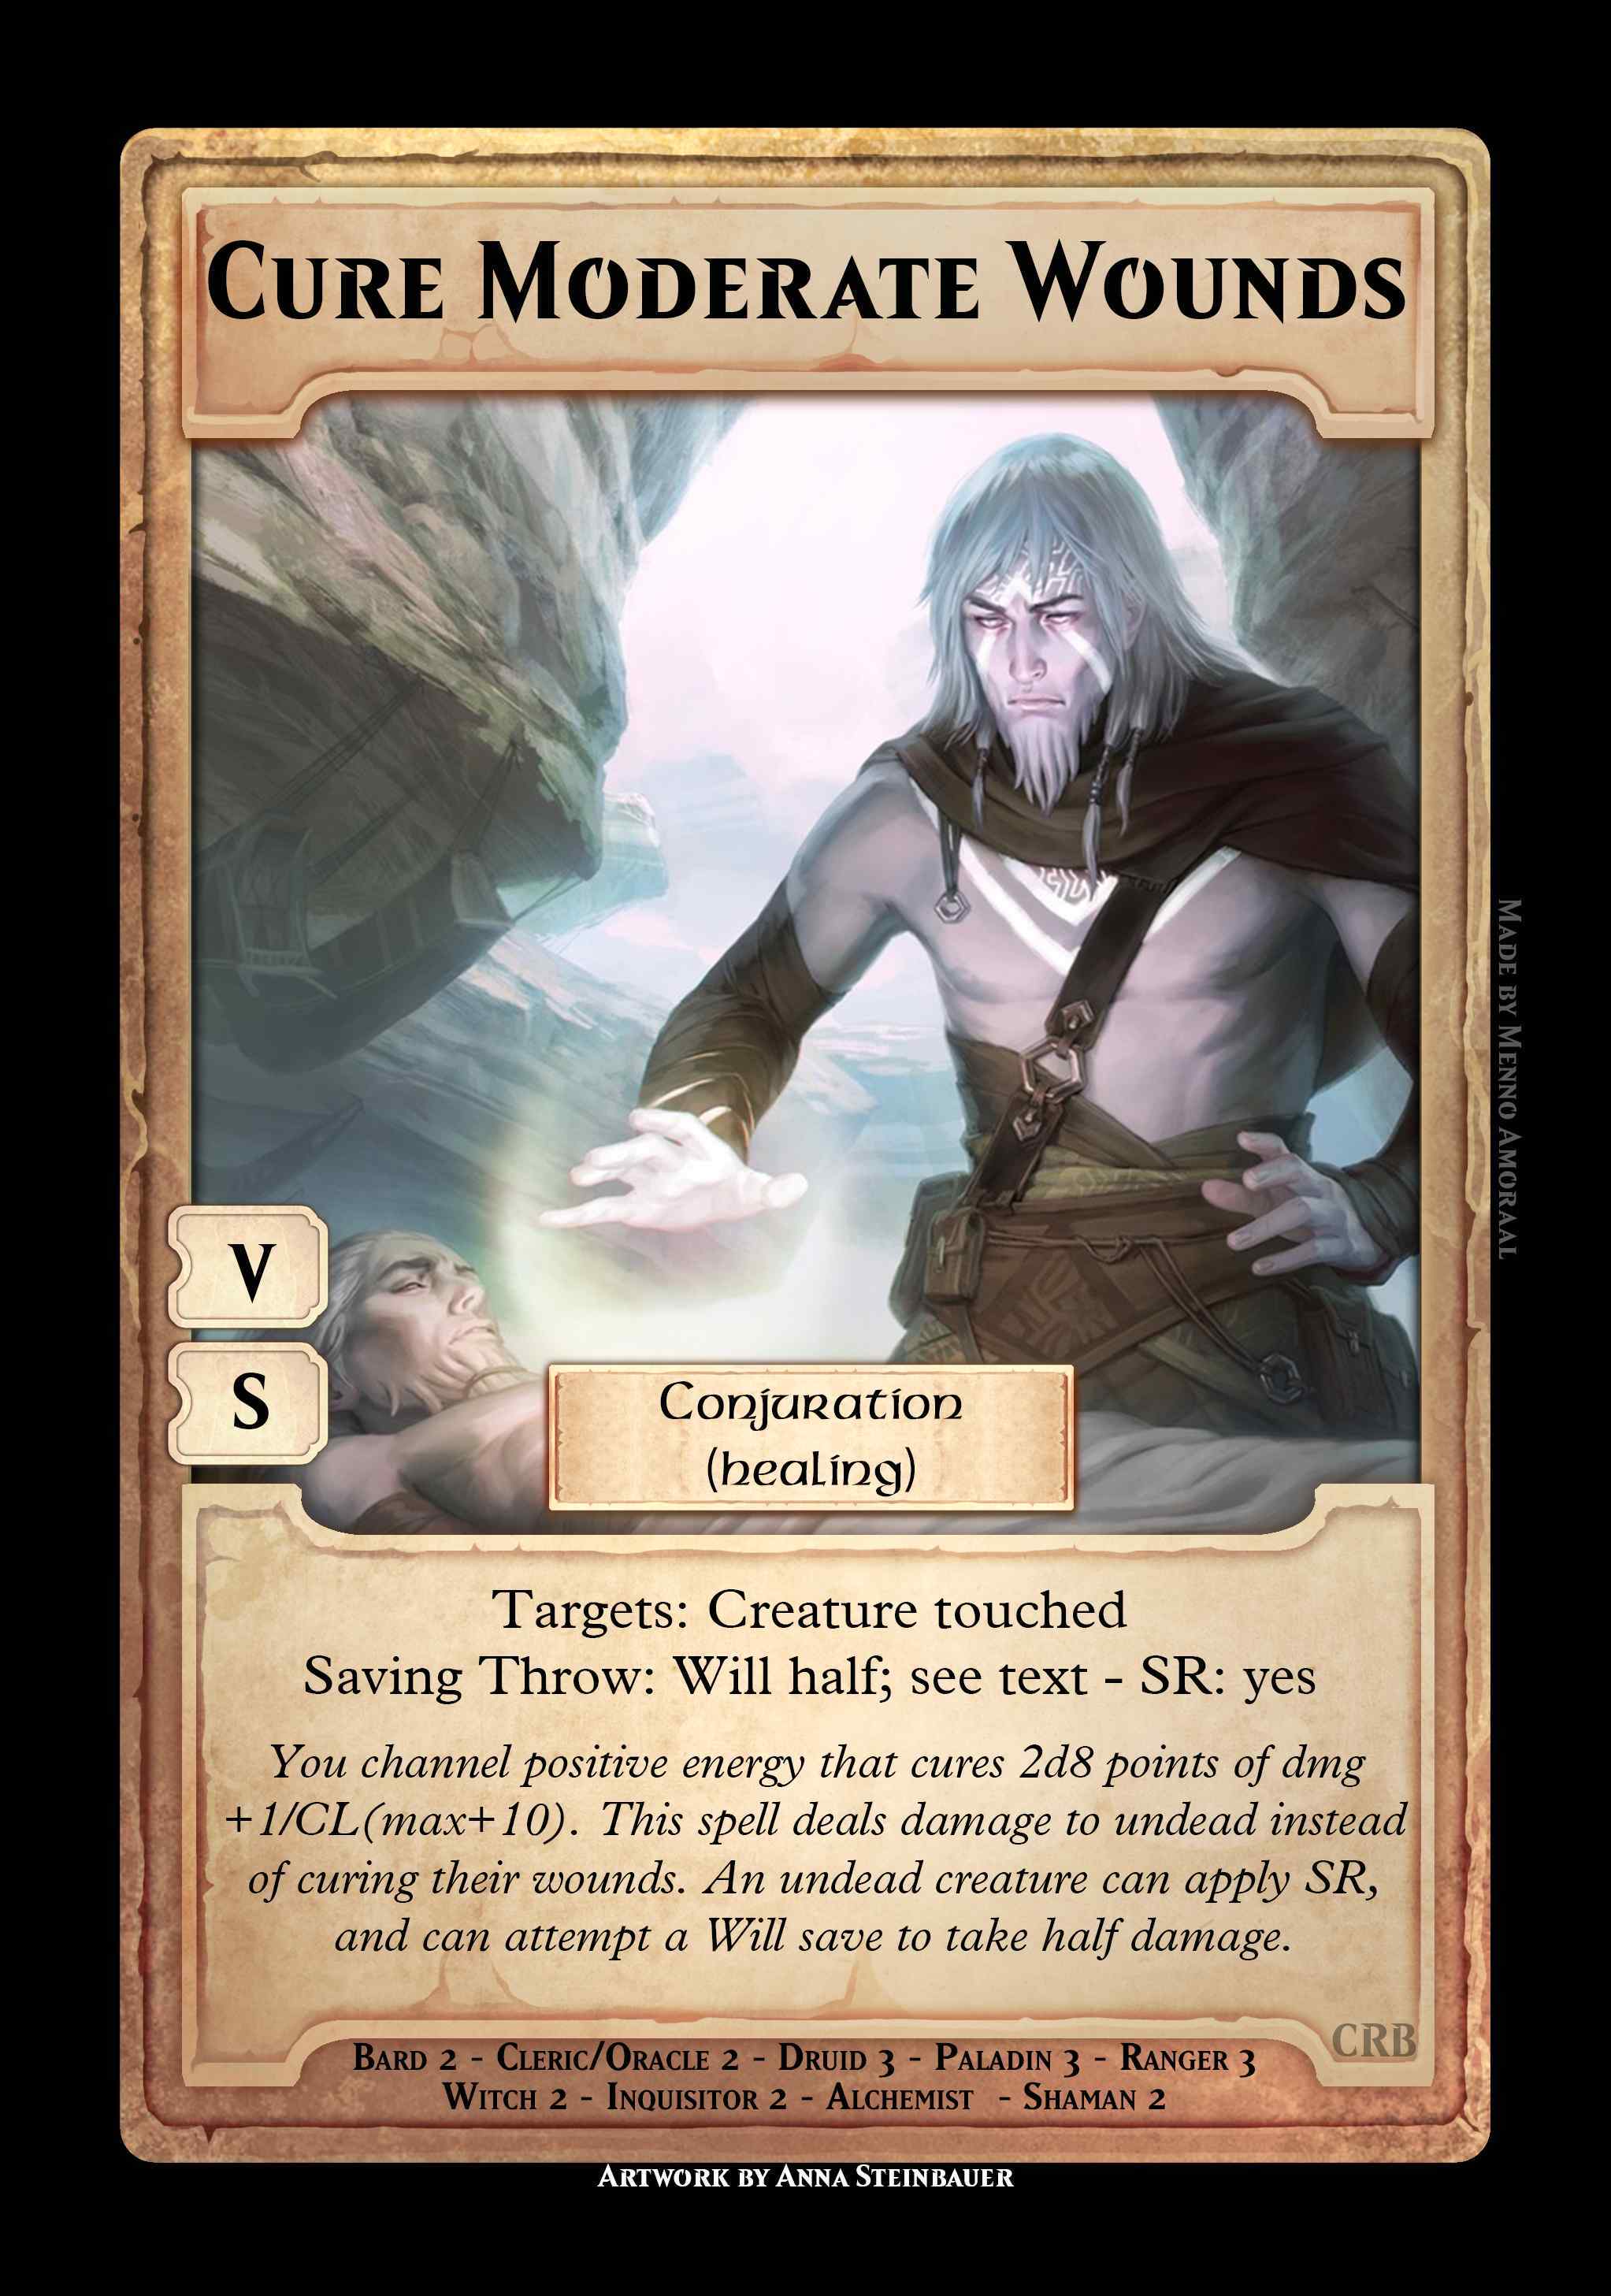 Cure Moderate Wounds
Made by Menno Amoraal
V
S
Conjuration
(healing)
Targets: Creature touched
Saving Throw: Will half; see text - SR: yes
You channel positive energy that cures 2d8 points of dmg
+1/CL(max+10). This spell deals damage to undead instead
of curing their wounds. An undead creature can apply SR,
and can attempt a Will save to take half damage.
CRB
Bard 2 - Cleric/Oracle 2 - Druid 3 - Paladin 3 - Ranger 3
Witch 2 - Inquisitor 2 - Alchemist - Shaman 2
Artwork by Anna Steinbauer